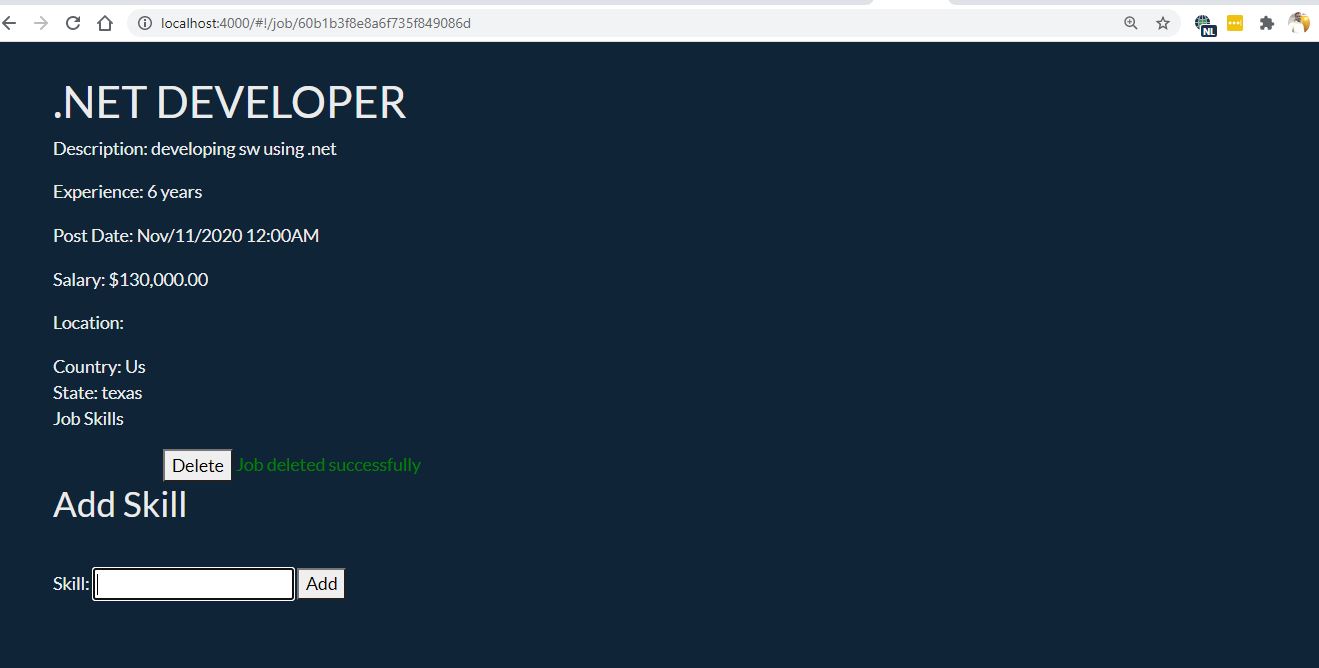 localhost:4000/#!/job/60b1b3f8e8a6f735f849086d
NL
.NET DEVELOPER
Description: developing sw using .net
Experience: 6 years
Post Date: Nov/11/2020 12:00AM
Salary: $130,000.00
Location:
Country: Us
State: texas
Job Skills
Delete Job deleted successfully
Add Skill
Skill: Add